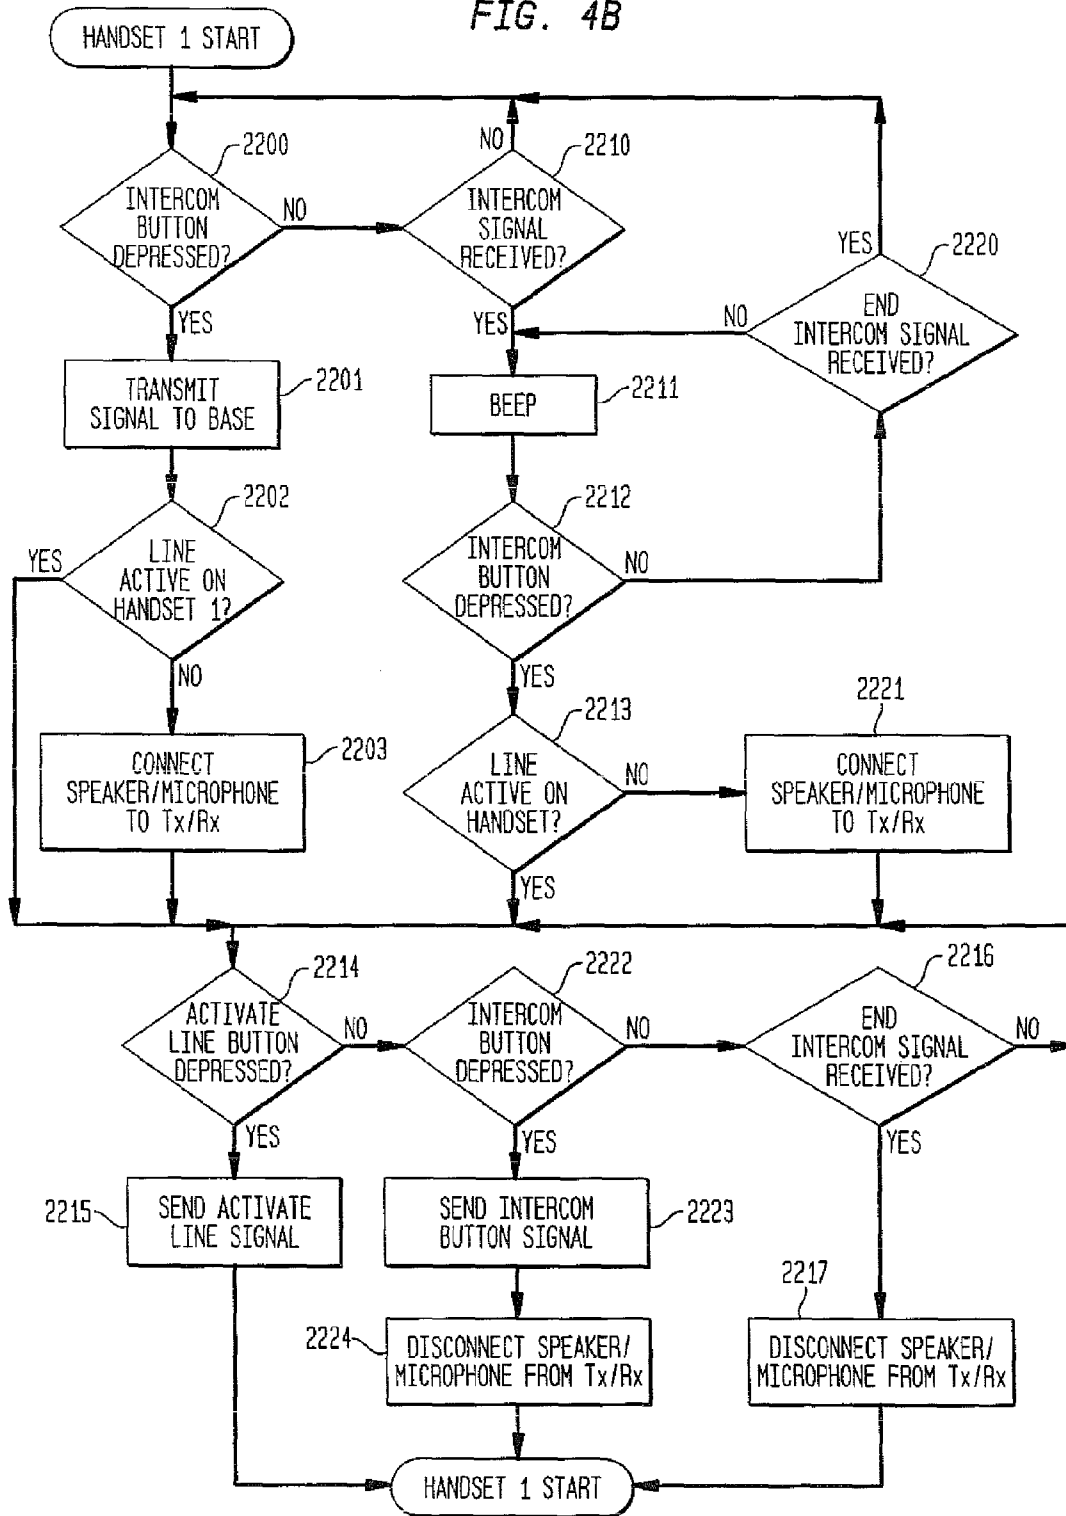 FIG. 4B
HANDSET 1 START
2200
INTERCOM
BUTTON
DEPRESSED?
NO
YES
2210
INTERCOM
SIGNAL
RECEIVED?
NO
YES
2220
END
INTERCOM SIGNAL
RECEIVED?
YES
NO
2201
TRANSMIT
SIGNAL TO BASE
2211
BEEP
2202
LINE
ACTIVE ON
HANDSET 1?
YES
NO
2212
INTERCOM
BUTTON
DEPRESSED?
NO
YES
2203
CONNECT
SPEAKER/MICROPHONE
TO Tx/Rx
2213
LINE
ACTIVE ON
HANDSET?
NO
YES
2221
CONNECT
SPEAKER/MICROPHONE
TO Tx/Rx
2214
ACTIVATE
LINE BUTTON
DEPRESSED?
NO
YES
2222
INTERCOM
BUTTON
DEPRESSED?
NO
YES
2216
END
INTERCOM SIGNAL
RECEIVED?
NO
YES
2215
SEND ACTIVATE
LINE SIGNAL
2223
SEND INTERCOM
BUTTON SIGNAL
2224
DISCONNECT SPEAKER/
MICROPHONE FROM Tx/Rx
2217
DISCONNECT SPEAKER/
MICROPHONE FROM Tx/Rx
HANDSET 1 START